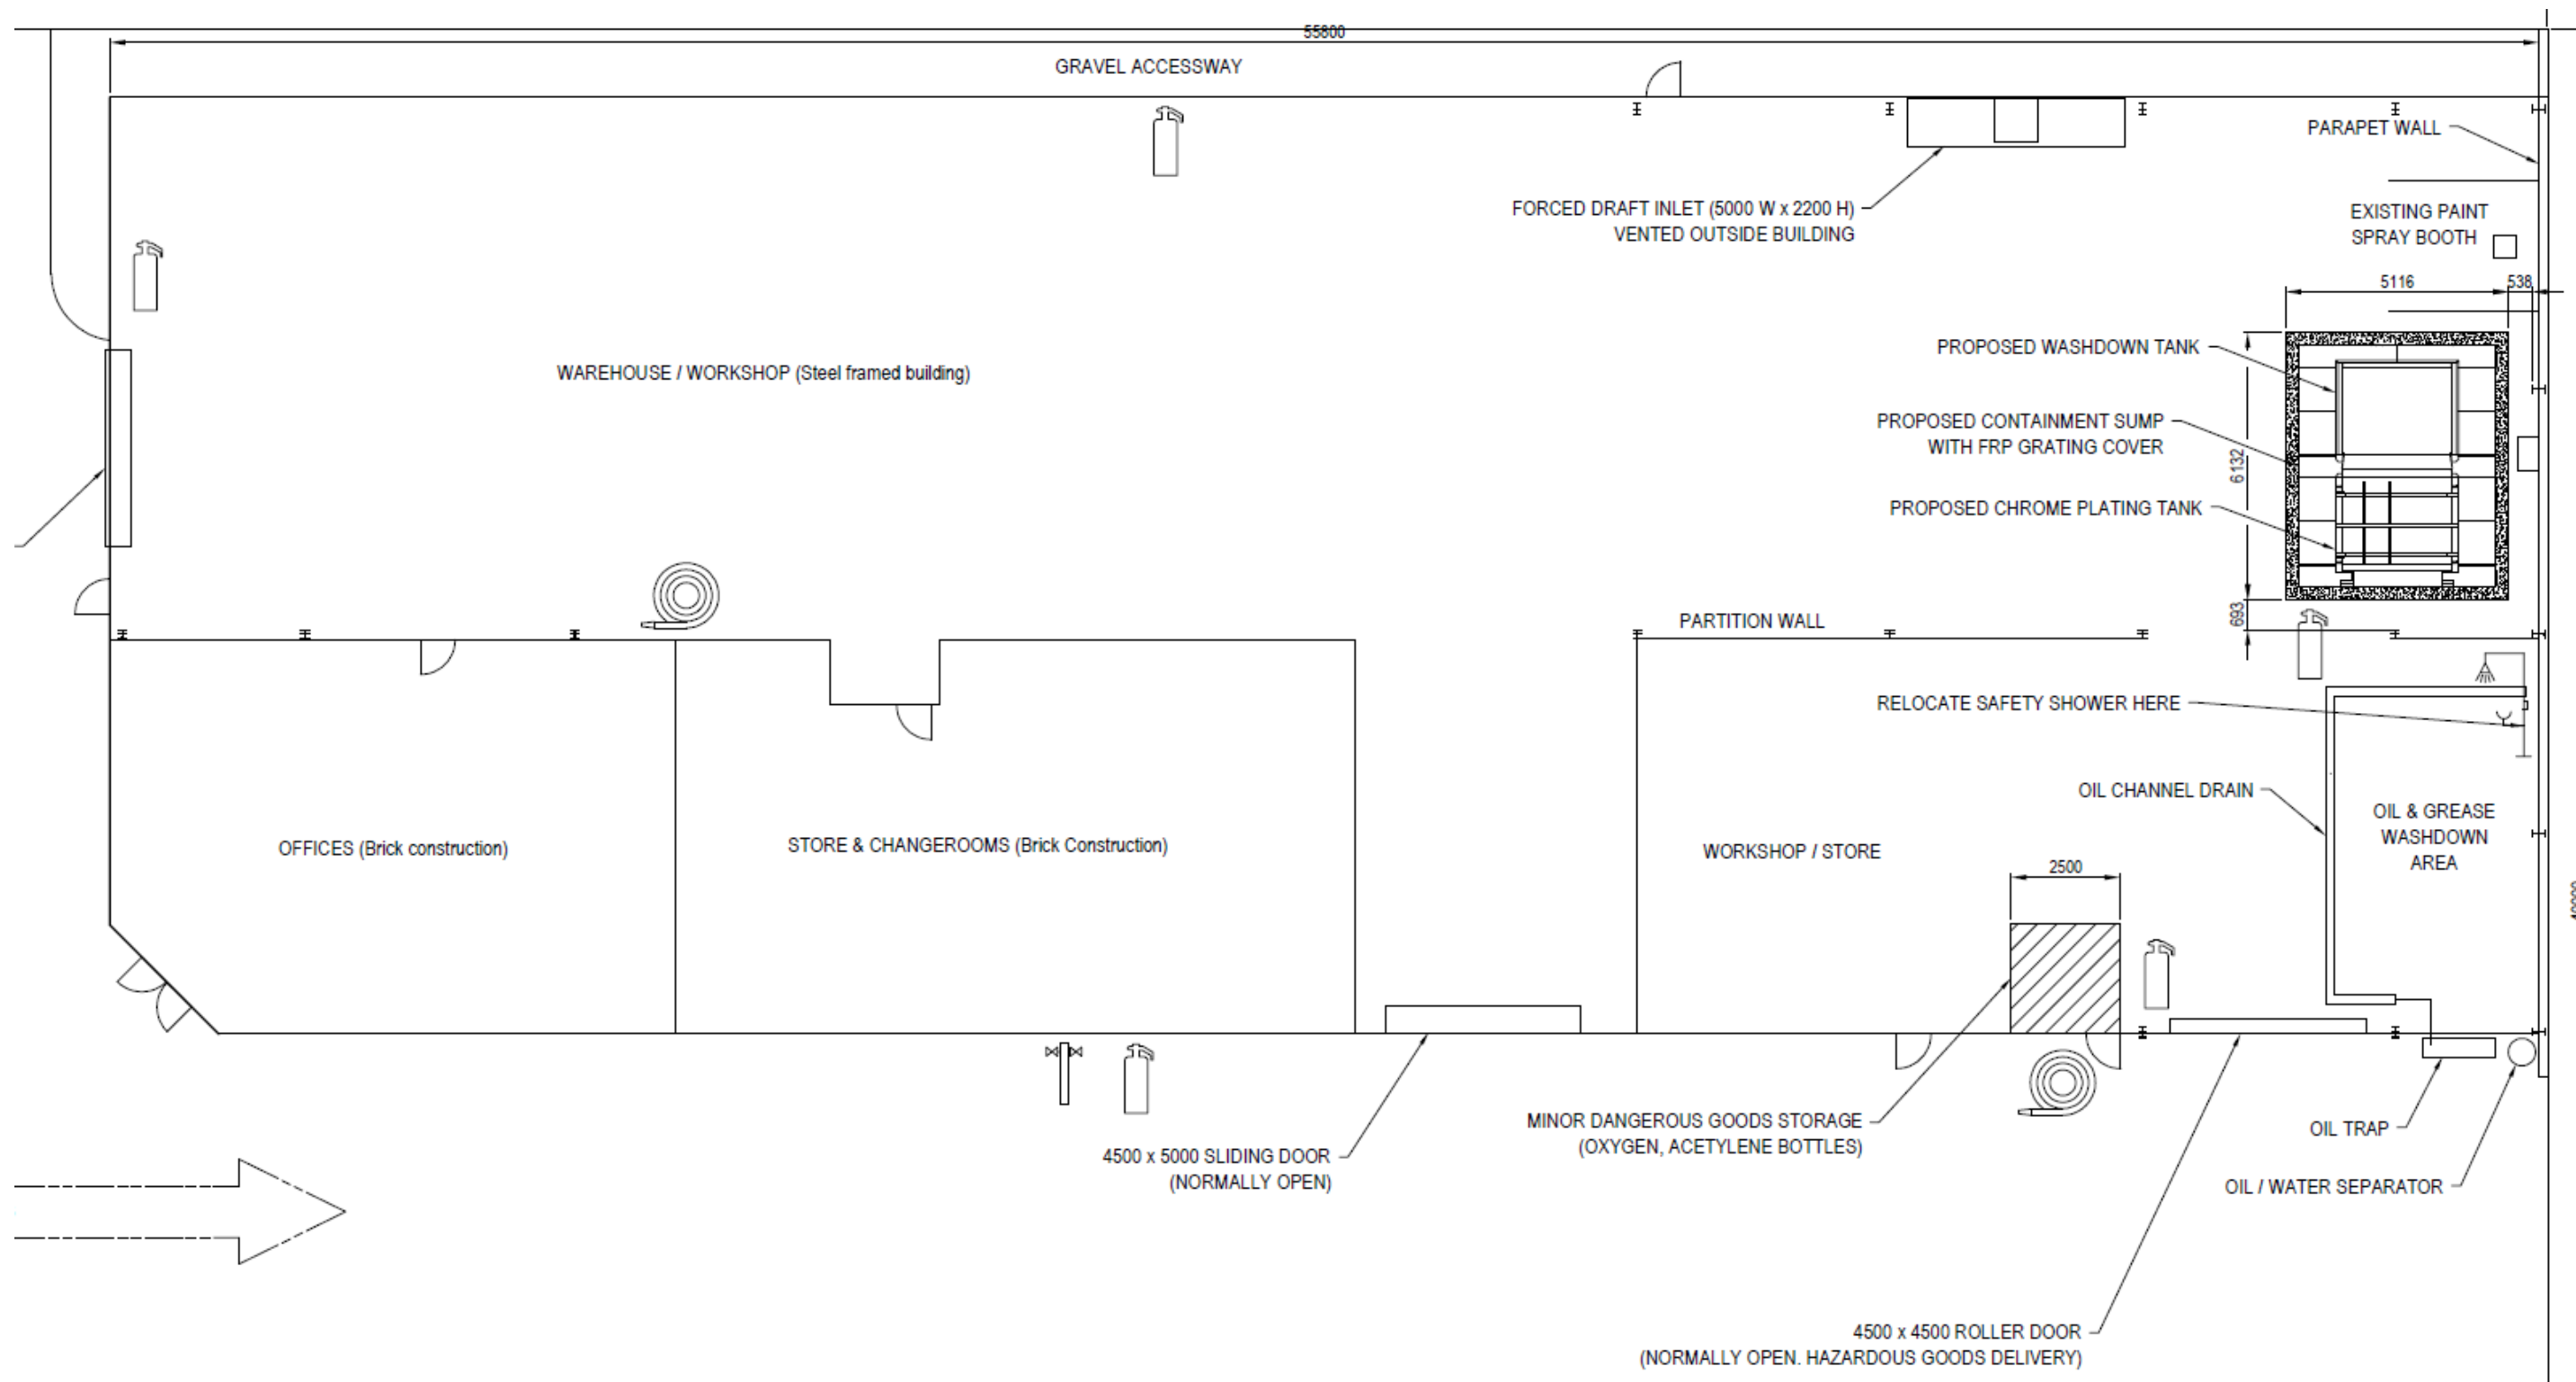 55800
GRAVEL ACCESSWAY
PARAPET WALL
FORCED DRAFT INLET (5000 W x 2200 H)
VENTED OUTSIDE BUILDING
EXISTING PAINT
SPRAY BOOTH
5116
538
PROPOSED WASHDOWN TANK
WAREHOUSE / WORKSHOP (Steel framed building)
PROPOSED CONTAINMENT SUMP
WITH FRP GRATING COVER
6132
PROPOSED CHROME PLATING TANK
693
PARTITION WALL
RELOCATE SAFETY SHOWER HERE
OIL CHANNEL DRAIN
OIL & GREASE
WASHDOWN
AREA
OFFICES (Brick construction)
STORE & CHANGEROOMS (Brick Construction)
WORKSHOP / STORE
2500
MINOR DANGEROUS GOODS STORAGE
(OXYGEN, ACETYLENE BOTTLES)
OIL TRAP
4500 x 5000 SLIDING DOOR
(NORMALLY OPEN)
OIL / WATER SEPARATOR
4500 x 4500 ROLLER DOOR
(NORMALLY OPEN. HAZARDOUS GOODS DELIVERY)